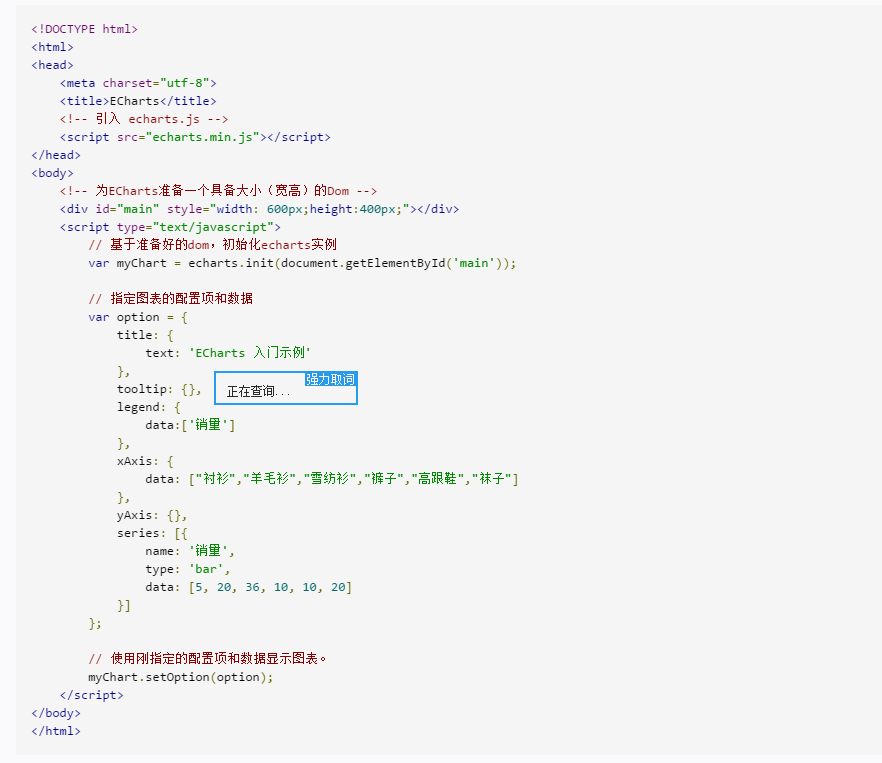 <!DOCTYPE html>
<html>
<head>
    <meta charset="utf-8">
    <title>ECharts</title>
    <!-- 引入 echarts.js -->
    <script src="echarts.min.js"></script>
</head>
<body>
    <!-- 为ECharts准备一个具备大小（宽高）的Dom -->
    <div id="main" style="width: 600px;height:400px;"></div>
    <script type="text/javascript">
        // 基于准备好的dom，初始化echarts实例
        var myChart = echarts.init(document.getElementById('main'));

        // 指定图表的配置项和数据
        var option = {
            title: {
                text: 'ECharts 入门示例'
            },
            tooltip: {},
强力取词
正在查询...
            legend: {
                data:['销量']
            },
            xAxis: {
                data: ["衬衫","羊毛衫","雪纺衫","裤子","高跟鞋","袜子"]
            },
            yAxis: {},
            series: [{
                name: '销量',
                type: 'bar',
                data: [5, 20, 36, 10, 10, 20]
            }]
        };

        // 使用刚指定的配置项和数据显示图表。
        myChart.setOption(option);
    </script>
</body>
</html>